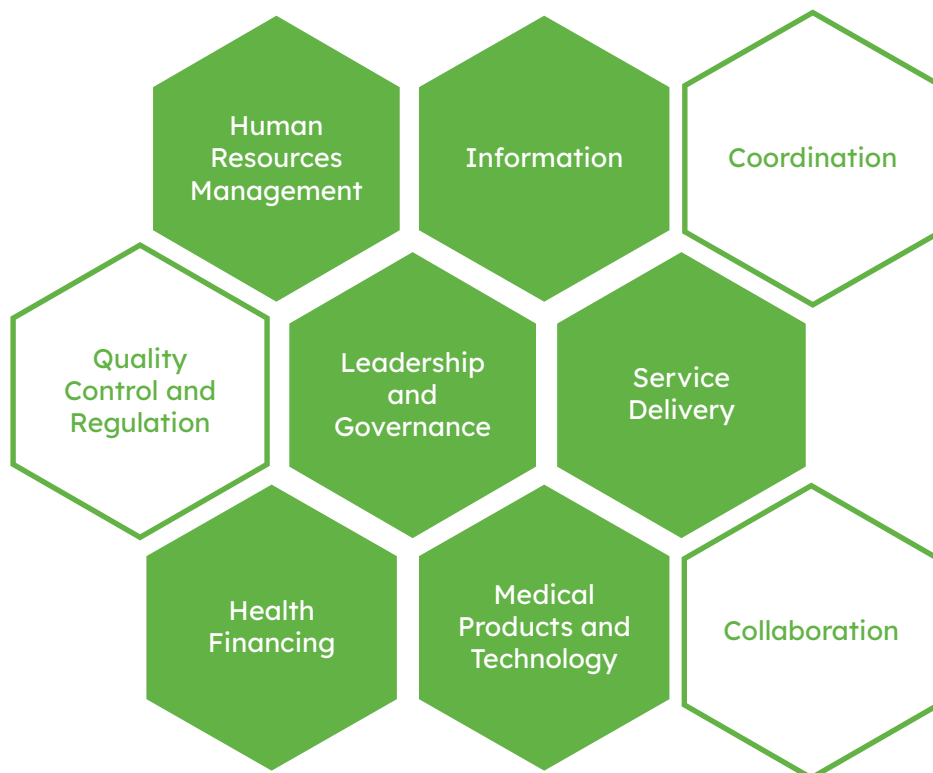 Human
Resources
Management
Information
Coordination
Quality
Control and
Regulation
Leadership
and
Governance
Service
Delivery
Health
Financing
Medical
Products and
Technology
Collaboration